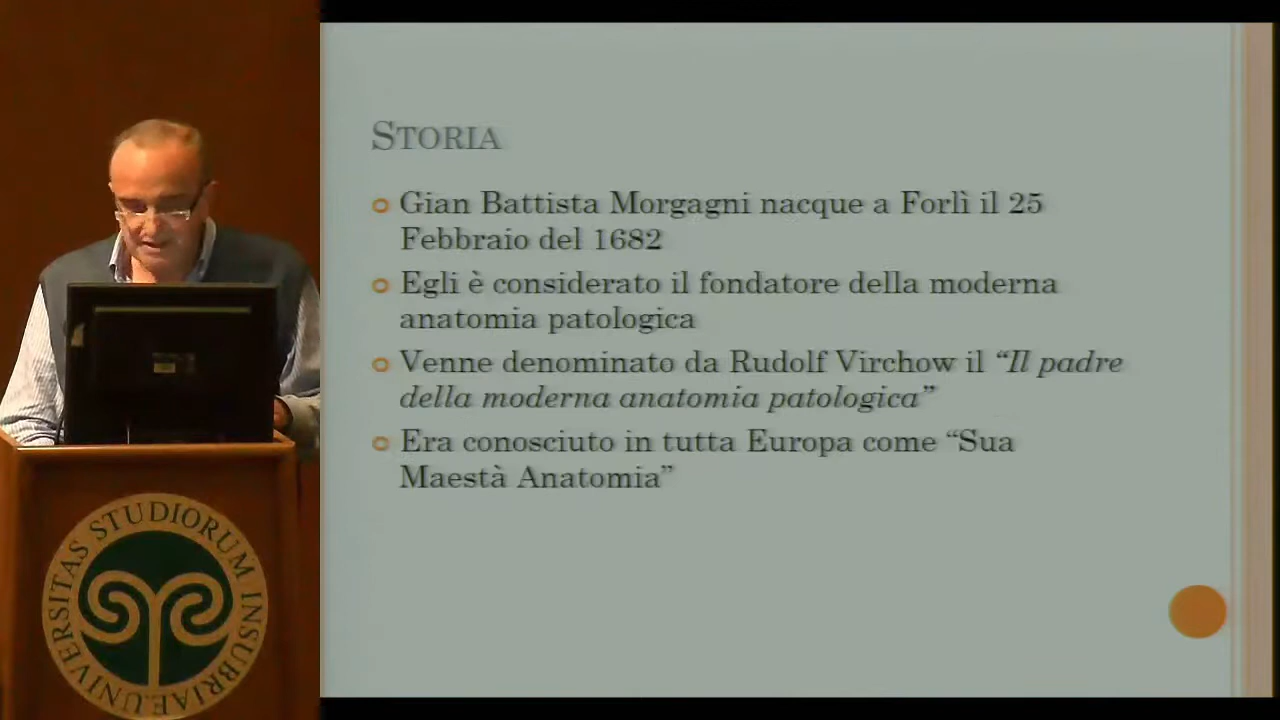 STORIA
Gian Battista Morgagni nacque a Forlì il 25
Febbraio del 1682
Egli è considerato il fondatore della moderna
anatomia patologica
Venne denominato da Rudolf Virchow il “Il padre
della moderna anatomia patologica”
Era conosciuto in tutta Europa come “Sua
Maestà Anatomia”
UNIVERSITAS STUDIORUM INSUBRIAE